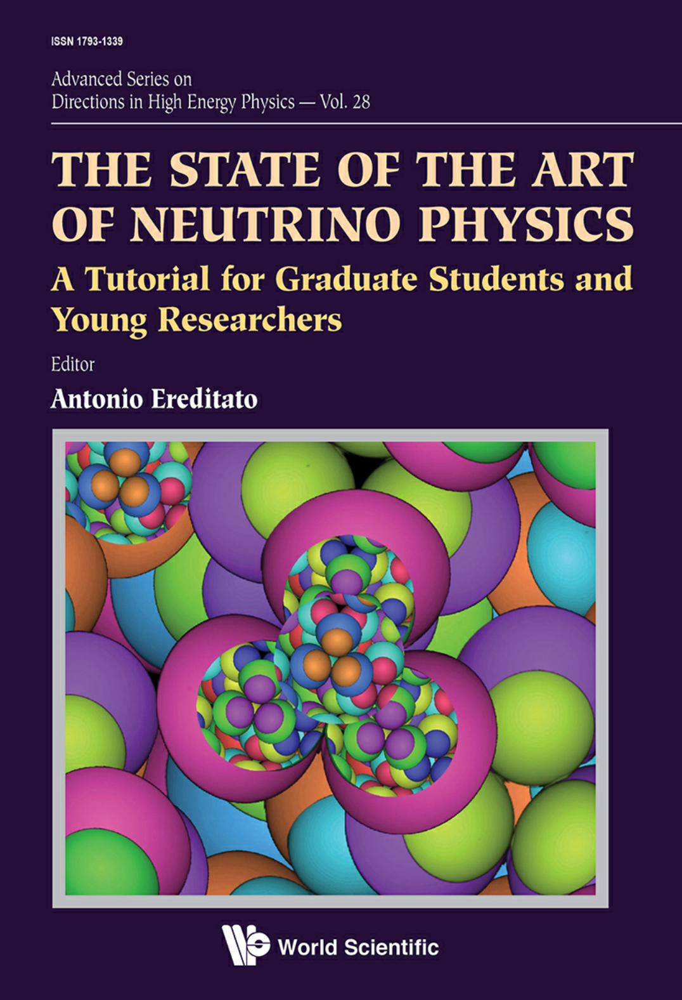 ISSN 1793-1339
Advanced Series on
Directions in High Energy Physics — Vol. 28
THE STATE OF THE ART
OF NEUTRINO PHYSICS
A Tutorial for Graduate Students and
Young Researchers
Editor
Antonio Ereditato
World Scientific